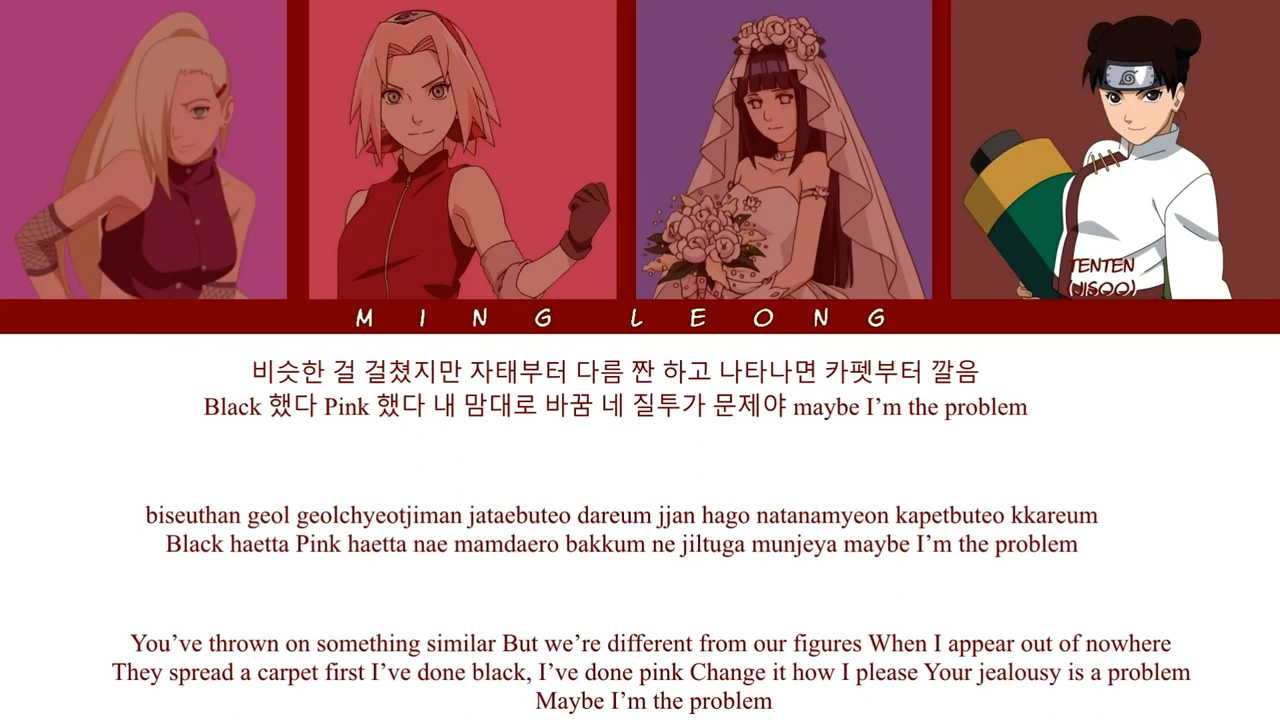 TENTEN
(JISOO)
MING LEONG
비슷한 걸 걸쳤지만 자태부터 다름 짠 하고 나타나면 카펫부터 깔음
Black 했다 Pink 했다 내 맘대로 바꿈 네 질투가 문제야 maybe I’m the problem
biseuthan geol geolchyeotjiman jataebuteo dareum jjan hago natanamyeon kapetbuteo kkareum
Black haetta Pink haetta nae mamdaero bakkum ne jiltuga munjeya maybe I’m the problem
You’ve thrown on something similar But we’re different from our figures When I appear out of nowhere
They spread a carpet first I’ve done black, I’ve done pink Change it how I please Your jealousy is a problem
Maybe I’m the problem